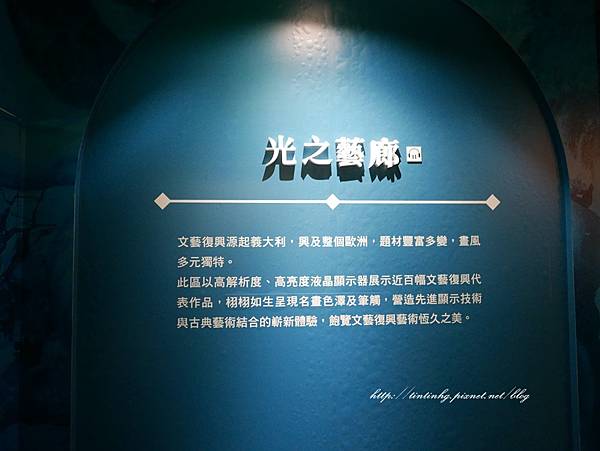 光之藝廊
文藝復興源起義大利，興及整個歐洲，題材豐富多變，畫風
多元獨特。
此區以高解析度、高亮度液晶顯示器展示近百幅文藝復興代
表作品，栩栩如生呈現名畫色澤及筆觸，營造先進顯示技術
與古典藝術結合的嶄新體驗，飽覽文藝復興藝術恆久之美。
http://tintinhg.pixnet.net/blog